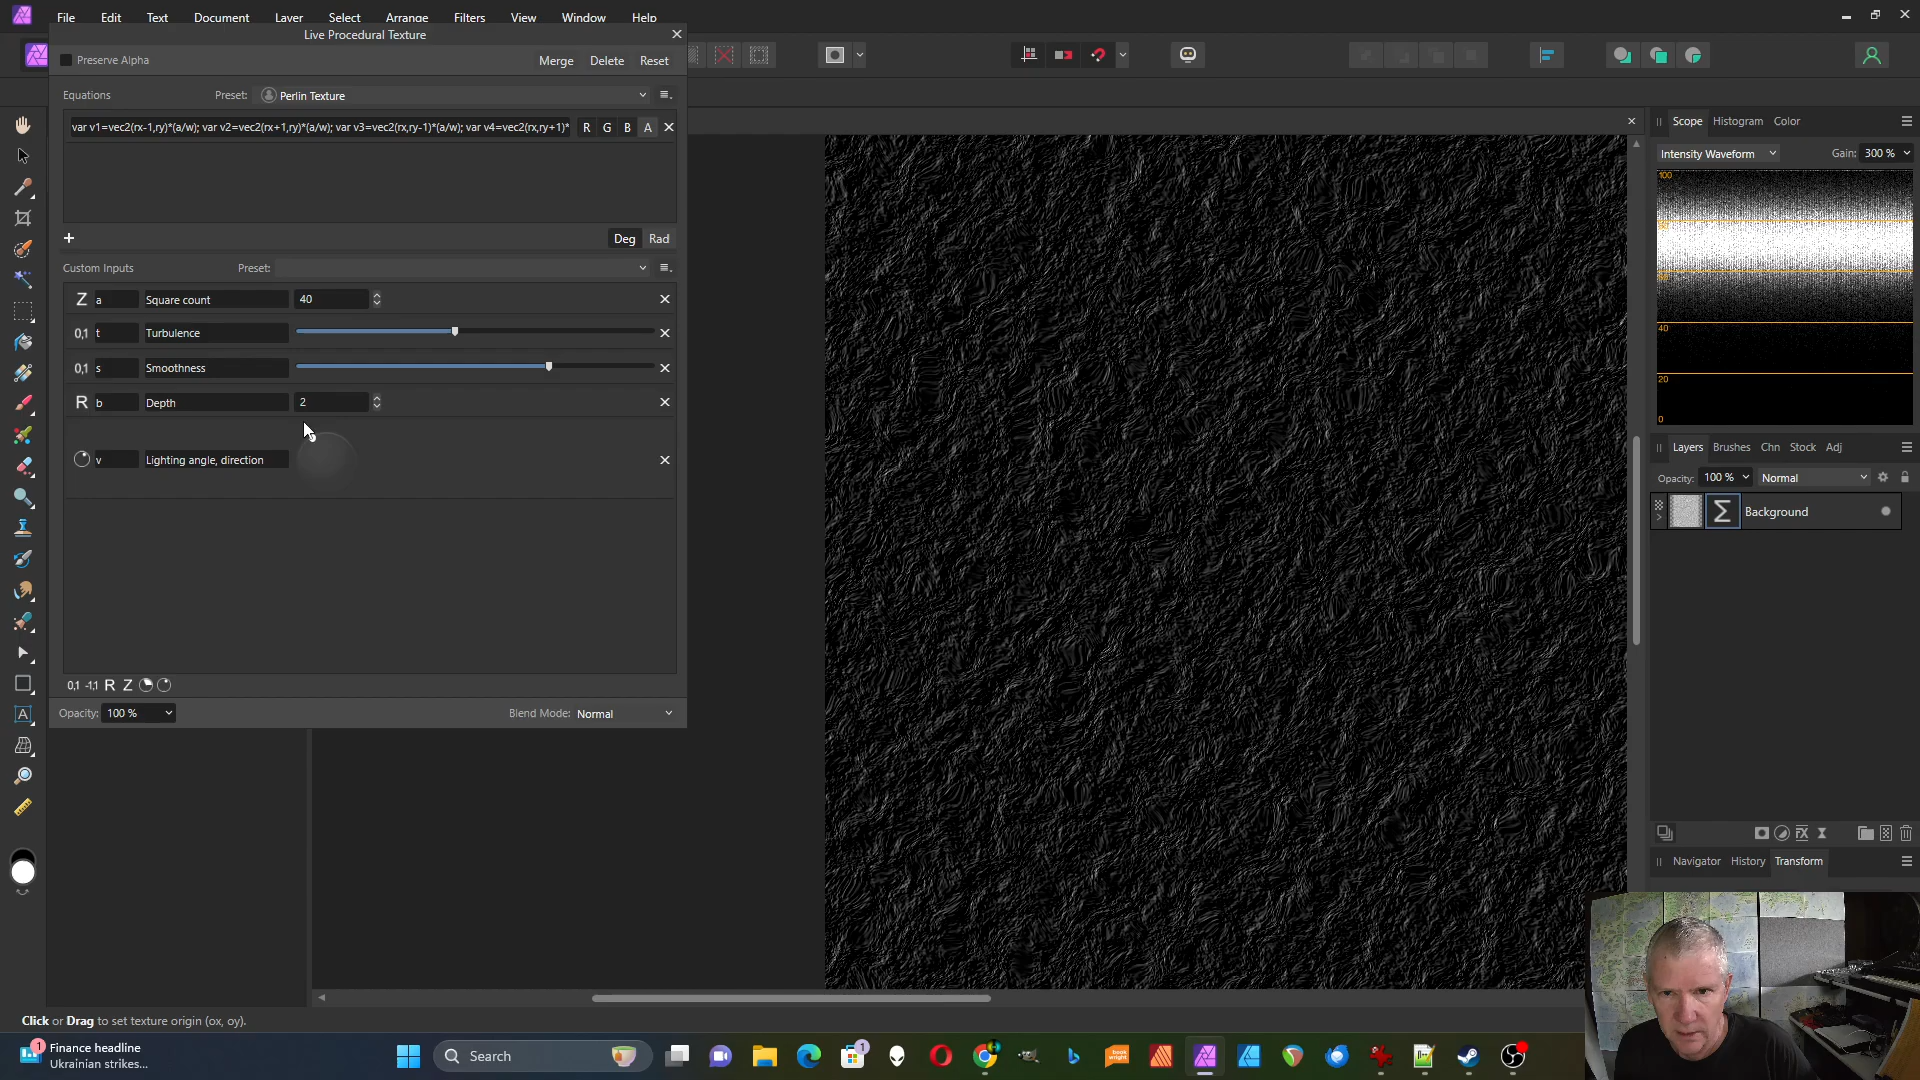 File Edit Text Document Layer Select Arrange Filters View Window Help
Live Procedural Texture
Preserve Alpha Merge Delete Reset
Equations Preset: Perlin Texture
var v1=vec2(rx-1,ry)*(a/w); var v2=vec2(rx+1,ry)*(a/w); var v3=vec2(rx,ry-1)*(a/w); var v4=vec2(rx,ry+1)* R G B A
Deg Rad
Custom Inputs Preset:
Z a Square count 40
0,1 t Turbulence
0,1 s Smoothness
R b Depth 2
v Lighting angle, direction
0,1 -1,1 R Z
Opacity: 100 % Blend Mode: Normal
Scope Histogram Color
Intensity Waveform Gain: 300 %
100
40
20
0
Layers Brushes Chn Stock Adj
Opacity: 100 % Normal
Background
Navigator History Transform
Click or Drag to set texture origin (ox, oy).
1 Finance headline
Ukrainian strikes...
Search
1
book
wright